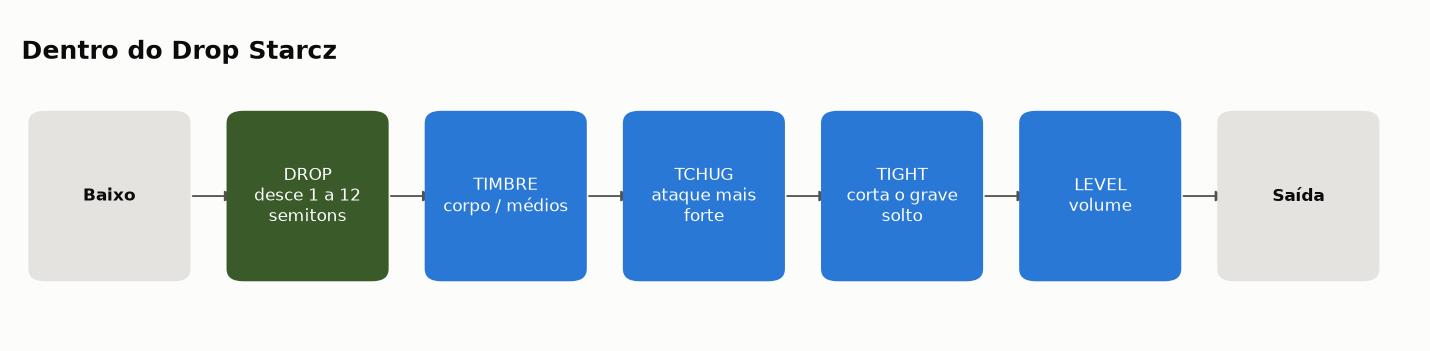 Dentro do Drop Starcz
Baixo
DROP
desce 1 a 12
semitons
TIMBRE
corpo / médios
TCHUG
ataque mais
forte
TIGHT
corta o grave
solto
LEVEL
volume
Saída